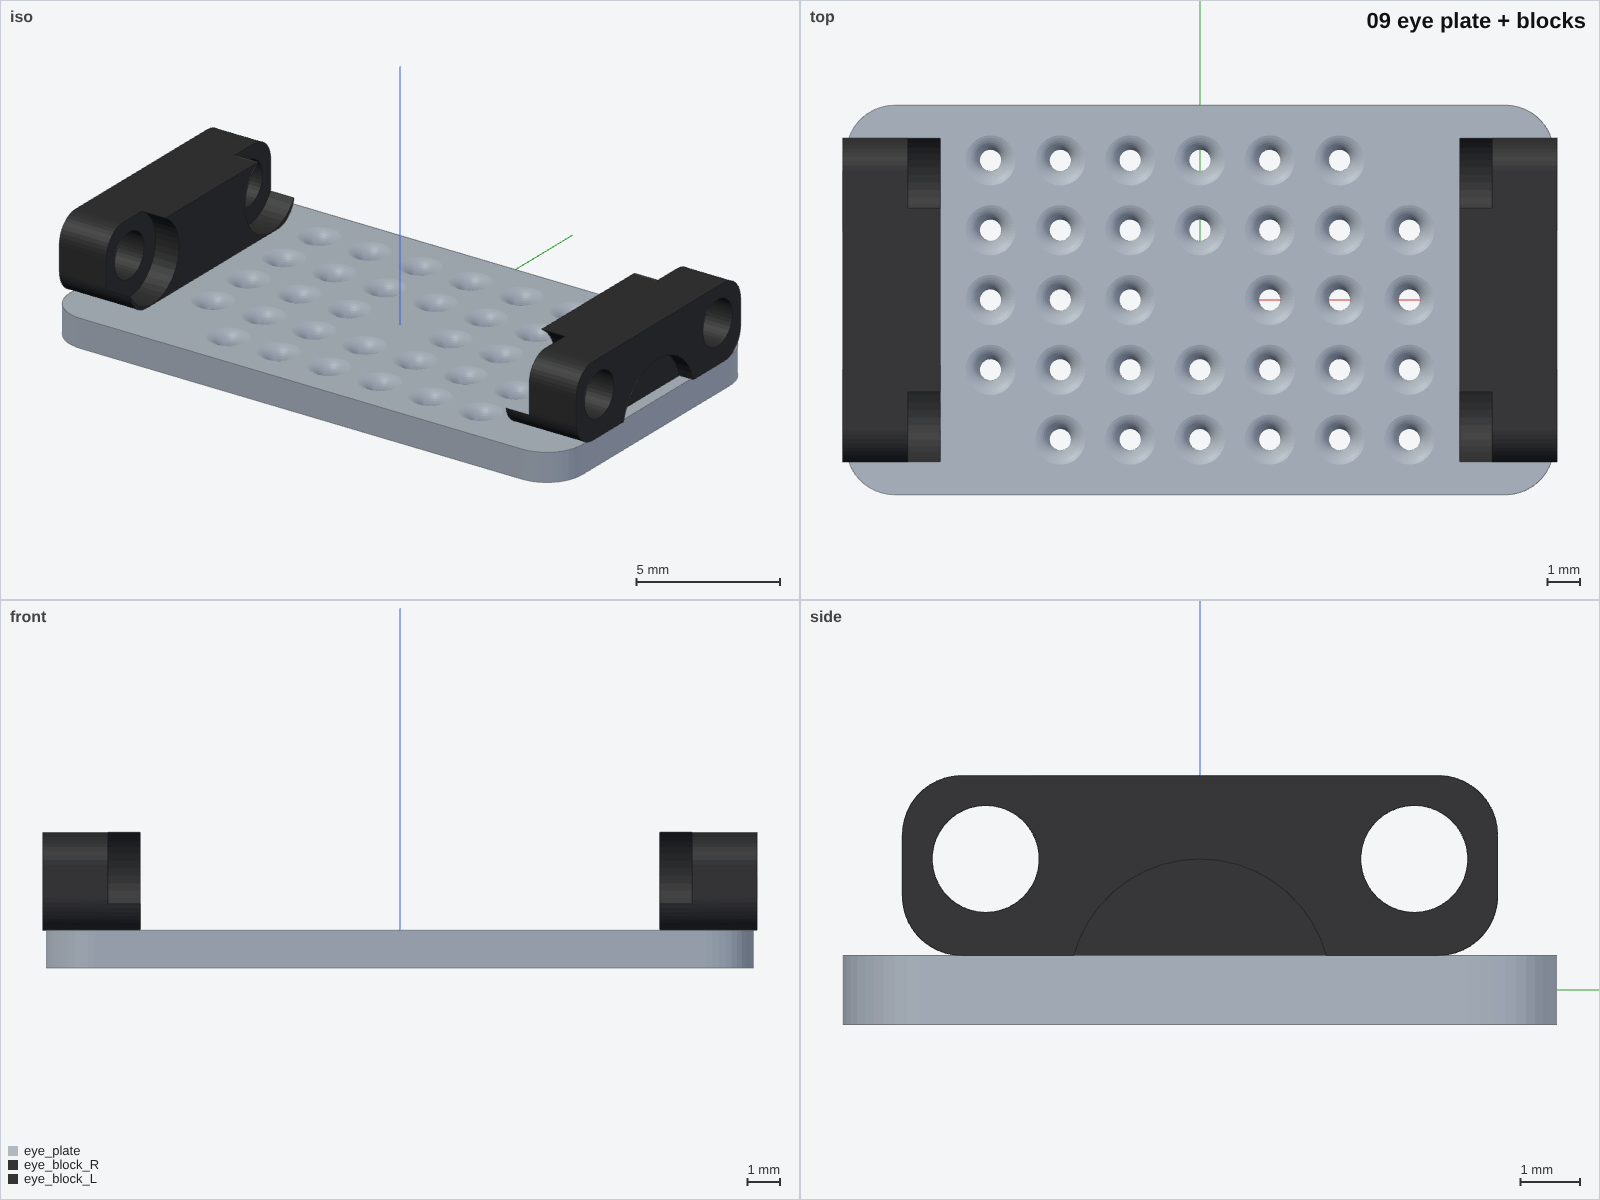 iso
top
09 eye plate + blocks
5 mm
1 mm
front
side
eye_plate
eye_block_R
eye_block_L
1 mm
1 mm